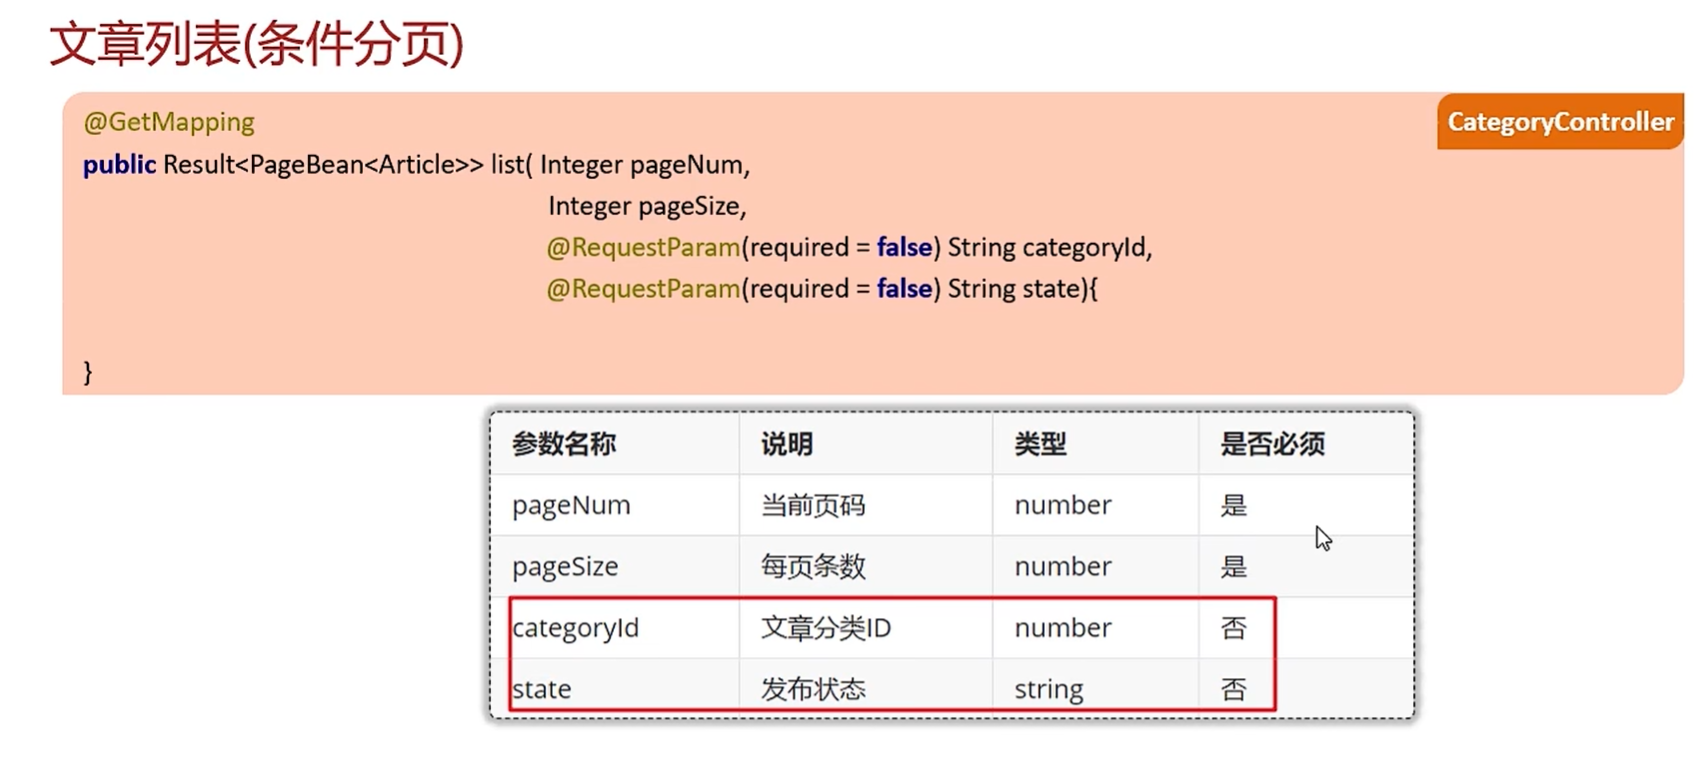 文章列表(条件分页)
@GetMapping
CategoryController
public Result<PageBean<Article>> list( Integer pageNum,
Integer pageSize,
@RequestParam(required = false) String categoryId,
@RequestParam(required = false) String state){
}
参数名称 说明 类型 是否必须
pageNum 当前页码 number 是
pageSize 每页条数 number 是
categoryId 文章分类ID number 否
state 发布状态 string 否